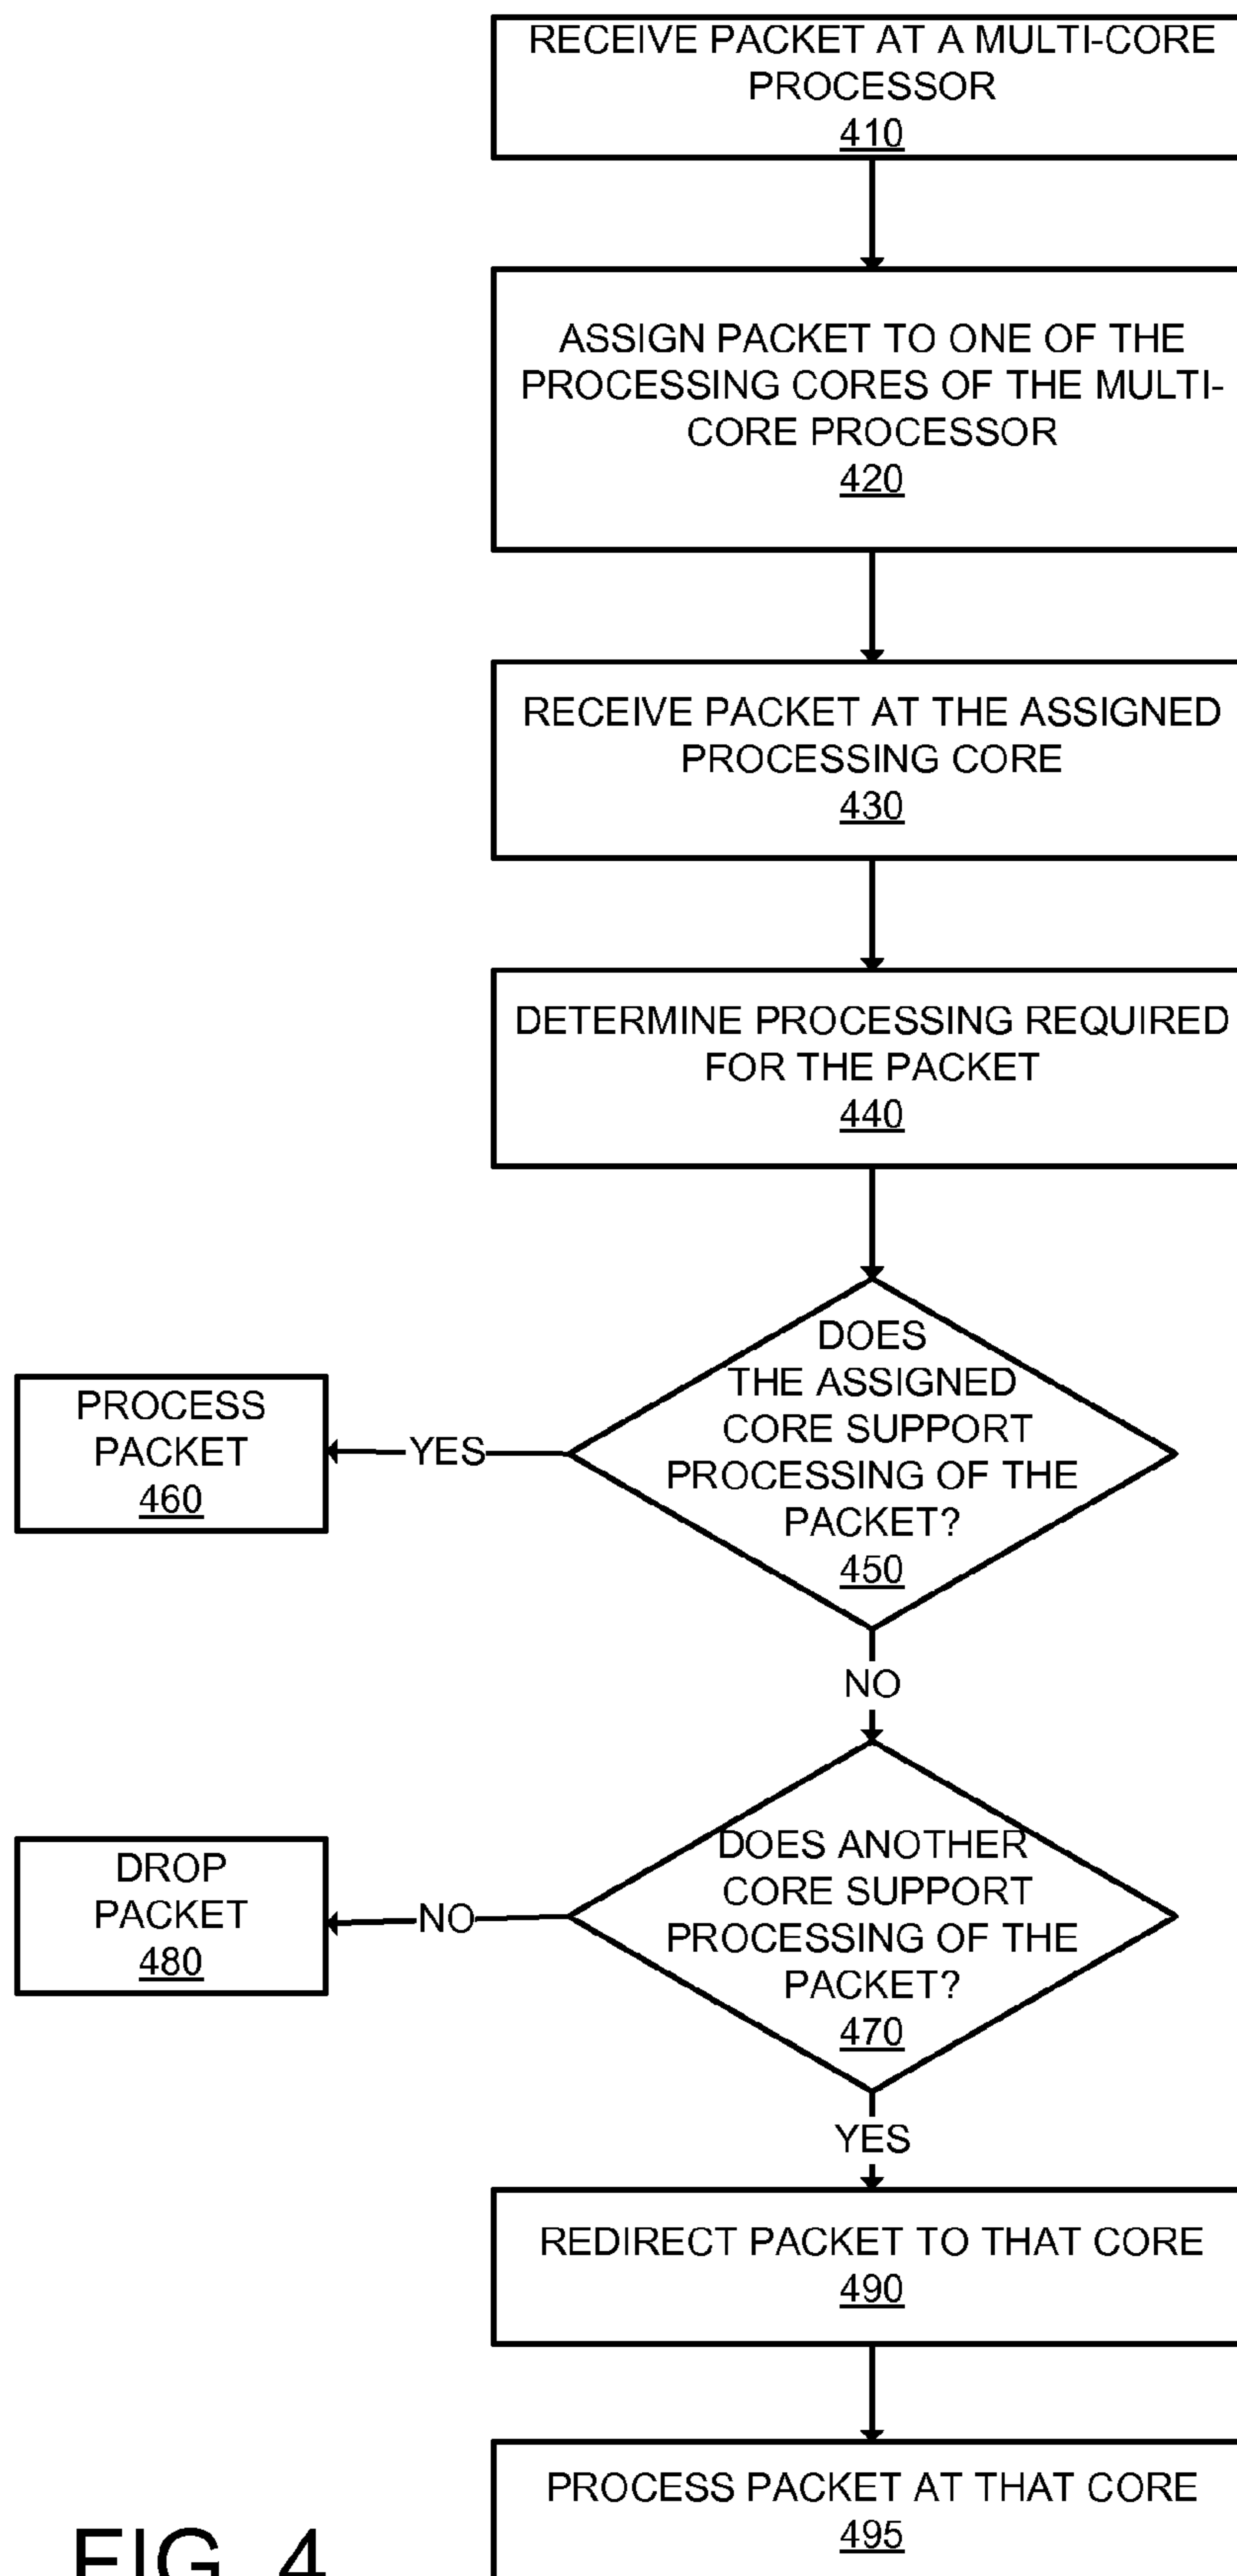 RECEIVE PACKET AT A MULTI-CORE
PROCESSOR
410
ASSIGN PACKET TO ONE OF THE
PROCESSING CORES OF THE MULTI-
CORE PROCESSOR
420
RECEIVE PACKET AT THE ASSIGNED
PROCESSING CORE
430
DETERMINE PROCESSING REQUIRED
FOR THE PACKET
440
DOES
THE ASSIGNED
CORE SUPPORT
PROCESSING OF THE
PACKET?
450
YES
PROCESS
PACKET
460
NO
DOES ANOTHER
CORE SUPPORT
PROCESSING OF THE
PACKET?
470
NO
DROP
PACKET
480
YES
REDIRECT PACKET TO THAT CORE
490
PROCESS PACKET AT THAT CORE
495
FIG. 4